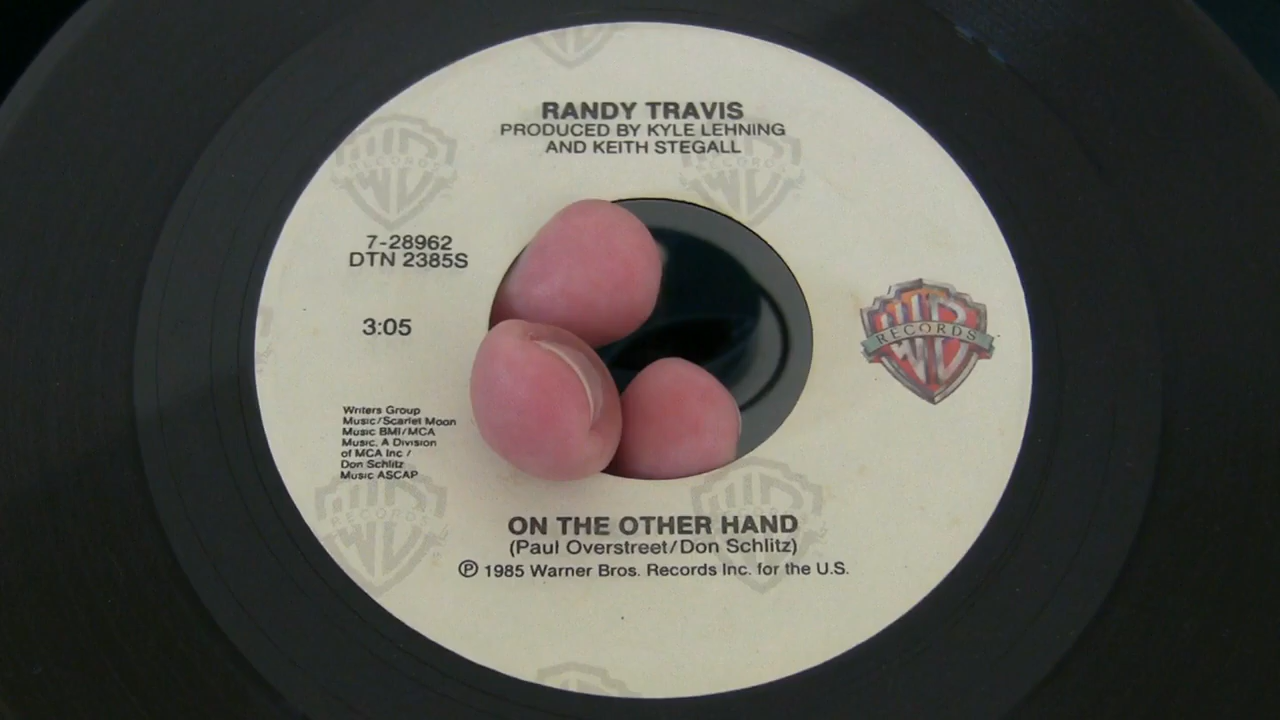 RANDY TRAVIS
PRODUCED BY KYLE LEHNING
AND KEITH STEGALL
7-28962
DTN 2385S
3:05
RECORDS
Writers Group
Music/Scarlet Moon
Music BMI/MCA
Music, A Division
of MCA Inc /
Don Schlitz
Music ASCAP
ON THE OTHER HAND
(Paul Overstreet/Don Schlitz)
Ⓟ 1985 Warner Bros. Records Inc. for the U.S.